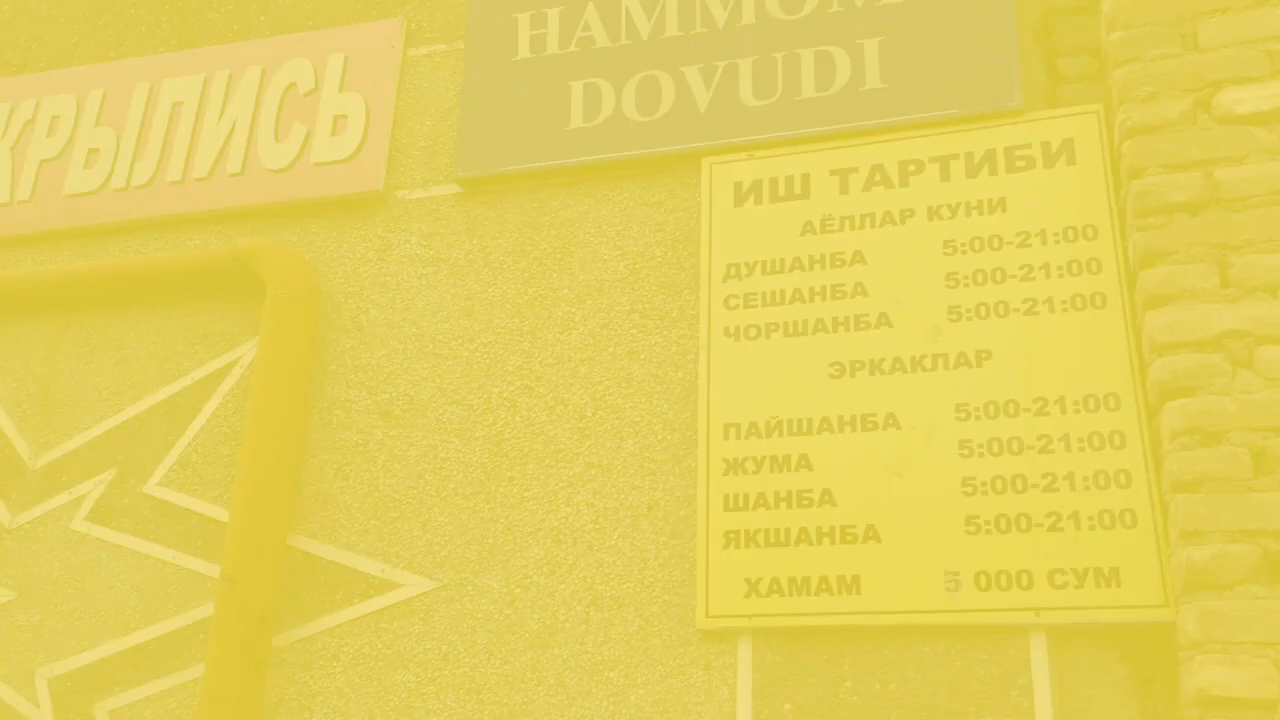 КРЫЛИСЬ
HAMMOMI
DOVUDI
ИШ ТАРТИБИ
АЁЛЛАР КУНИ
ДУШАНБА 5:00-21:00
СЕШАНБА 5:00-21:00
ЧОРШАНБА 5:00-21:00
ЭРКАКЛАР
ПАЙШАНБА 5:00-21:00
ЖУМА 5:00-21:00
ШАНБА 5:00-21:00
ЯКШАНБА 5:00-21:00
ХАМАМ 5 000 СУМ